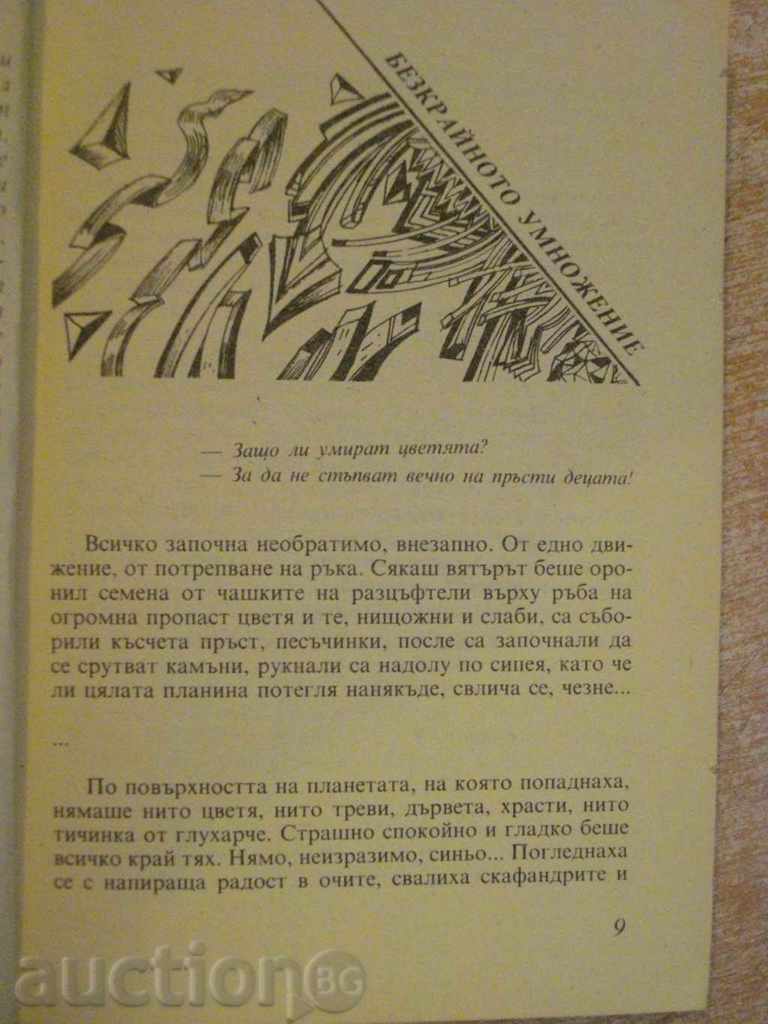 БЕЗКРАЙНОТО УМНОЖЕНИЕ
— Защо ли умират цветята?
— За да не стъпват вечно на пръсти децата!
Всичко започна необратимо, внезапно. От едно дви-
жение, от потрепване на ръка. Сякаш вятърът беше оро-
нил семена от чашките на разцъфтели върху ръба на
огромна пропаст цветя и те, нищожни и слаби, са събо-
рили късчета пръст, песъчинки, после са започнали да
се срутват камъни, рукнали са надолу по сипея, като че
ли цялата планина потегля нанякъде, свлича се, чезне...
...
По повърхността на планетата, на която попаднаха,
нямаше нито цветя, нито треви, дървета, храсти, нито
тичинка от глухарче. Страшно спокойно и гладко беше
всичко край тях. Нямо, неизразимо, синьо... Погледнаха
се с напираща радост в очите, свалиха скафандрите и
9
auctionBG